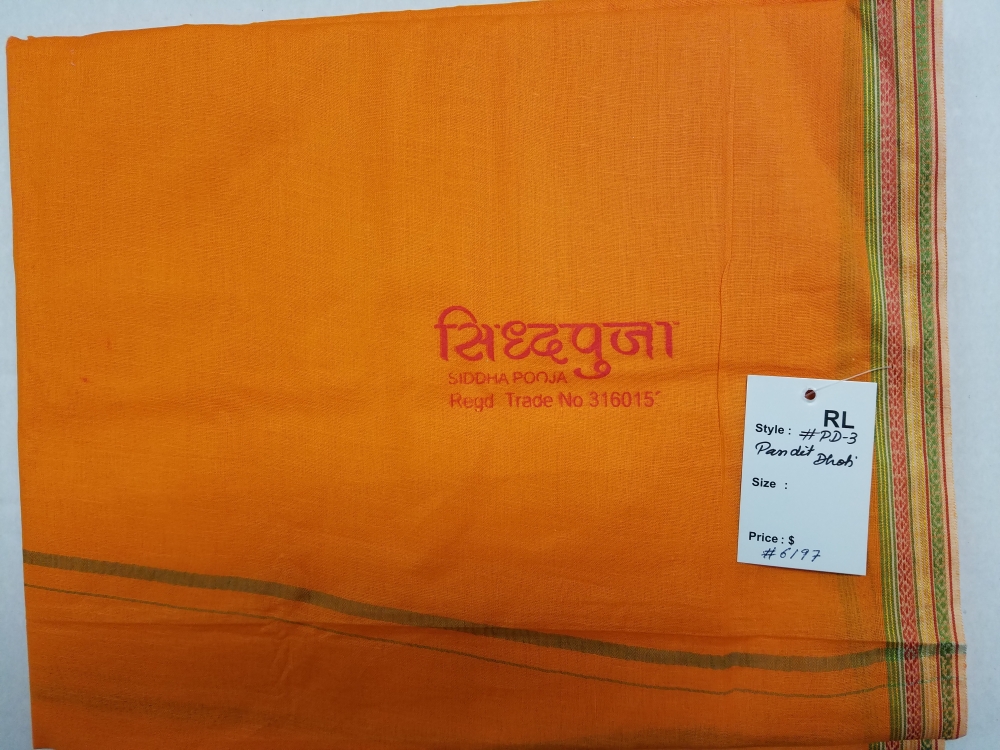 सिध्दपुजा
SIDDHA POOJA
Regd Trade No 316015
RL
Style : #PD-3
Pandit Dhoti
Size :
Price : $
#6197